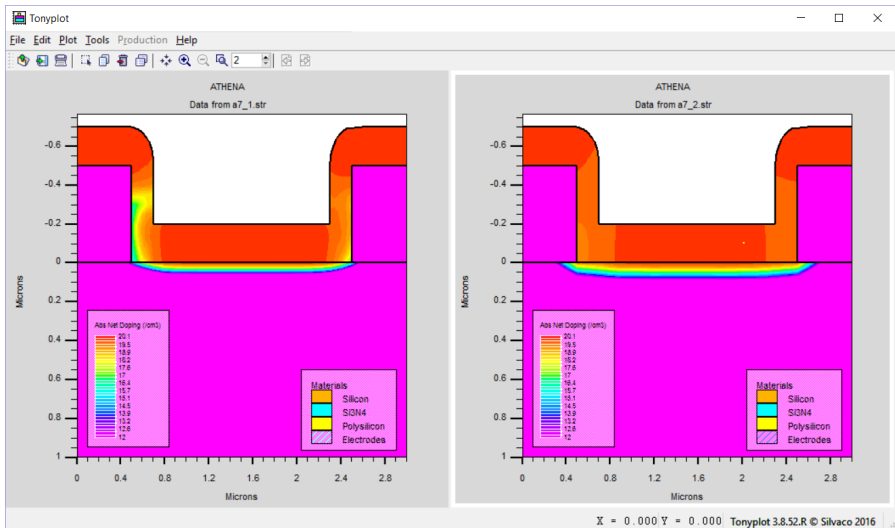 Tonyplot
File Edit Plot Tools Production Help
2
ATHENA
Data from a7_1.str
-0.6
-0.4
-0.2
0
0.2
0.4
0.6
0.8
1
Microns
Abs Net Doping (/cm3)
20.1
19.5
18.9
18.2
17.6
17
16.4
15.7
15.1
14.5
13.9
13.2
12.6
12
Materials
Silicon
Si3N4
Polysilicon
Electrodes
0 0.4 0.8 1.2 1.6 2 2.4 2.8
Microns
ATHENA
Data from a7_2.str
-0.6
-0.4
-0.2
0
0.2
0.4
0.6
0.8
1
Microns
Abs Net Doping (/cm3)
20.1
19.5
18.9
18.2
17.6
17
16.4
15.7
15.1
14.5
13.9
13.2
12.6
12
Materials
Silicon
Si3N4
Polysilicon
Electrodes
0 0.4 0.8 1.2 1.6 2 2.4 2.8
Microns
X = 0.000 Y = 0.000 Tonyplot 3.8.52.R © Silvaco 2016